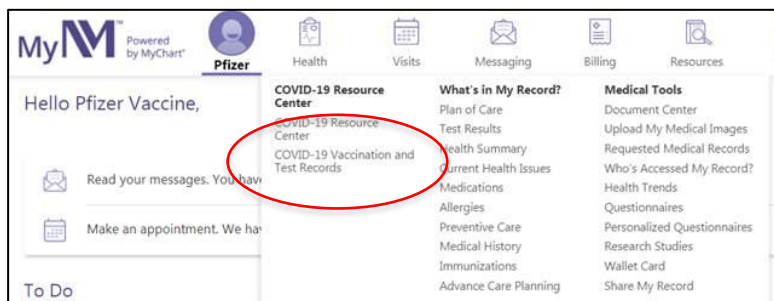 MyNM Powered
by MyChart
Pfizer
Health
Visits
Messaging
Billing
Resources
Hello Pfizer Vaccine,
Read your messages. You have
Make an appointment. We ha
To Do
COVID-19 Resource
Center
COVID-19 Resource
Center
COVID-19 Vaccination and
Test Records
What's in My Record?
Plan of Care
Test Results
Health Summary
Current Health Issues
Medications
Allergies
Preventive Care
Medical History
Immunizations
Advance Care Planning
Medical Tools
Document Center
Upload My Medical Images
Requested Medical Records
Who's Accessed My Record?
Health Trends
Questionnaires
Personalized Questionnaires
Research Studies
Wallet Card
Share My Record